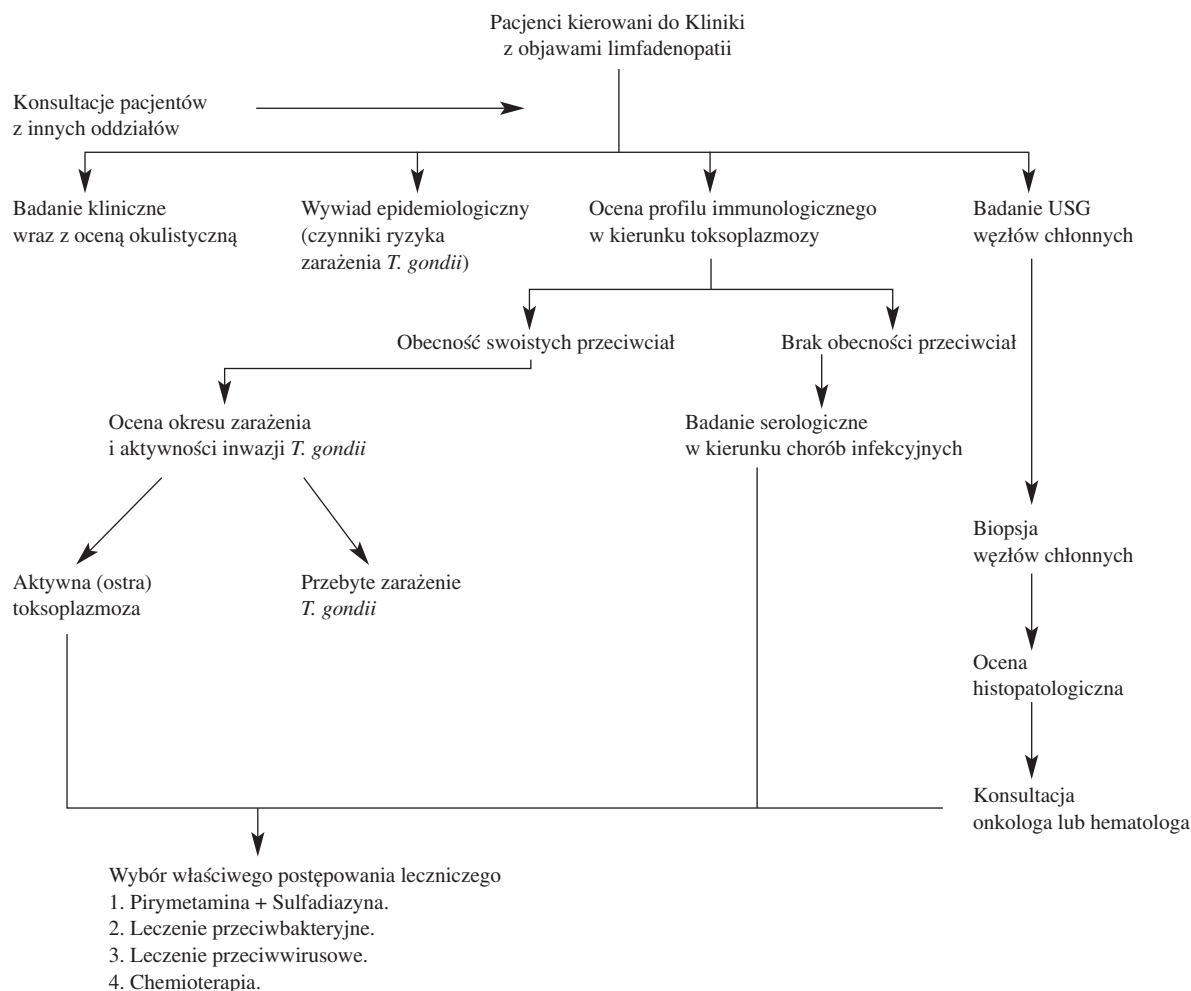 Pacjenci kierowani do Kliniki
z objawami limfadenopatii
Konsultacje pacjentów
z innych oddziałów
Badanie kliniczne
wraz z oceną okulistyczną
Wywiad epidemiologiczny
(czynniki ryzyka
zarażenia T. gondii)
Ocena profilu immunologicznego
w kierunku toksoplazmozy
Badanie USG
węzłów chłonnych
Obecność swoistych przeciwciał
Brak obecności przeciwciał
Ocena okresu zarażenia
i aktywności inwazji T. gondii
Badanie serologiczne
w kierunku chorób infekcyjnych
Biopsja
węzłów chłonnych
Aktywna (ostra)
toksoplazmoza
Przebyte zarażenie
T. gondii
Ocena
histopatologiczna
Konsultacja
onkologa lub hematologa
Wybór właściwego postępowania leczniczego
1. Pirymetamina + Sulfadiazyna.
2. Leczenie przeciwbakteryjne.
3. Leczenie przeciwwirusowe.
4. Chemioterapia.